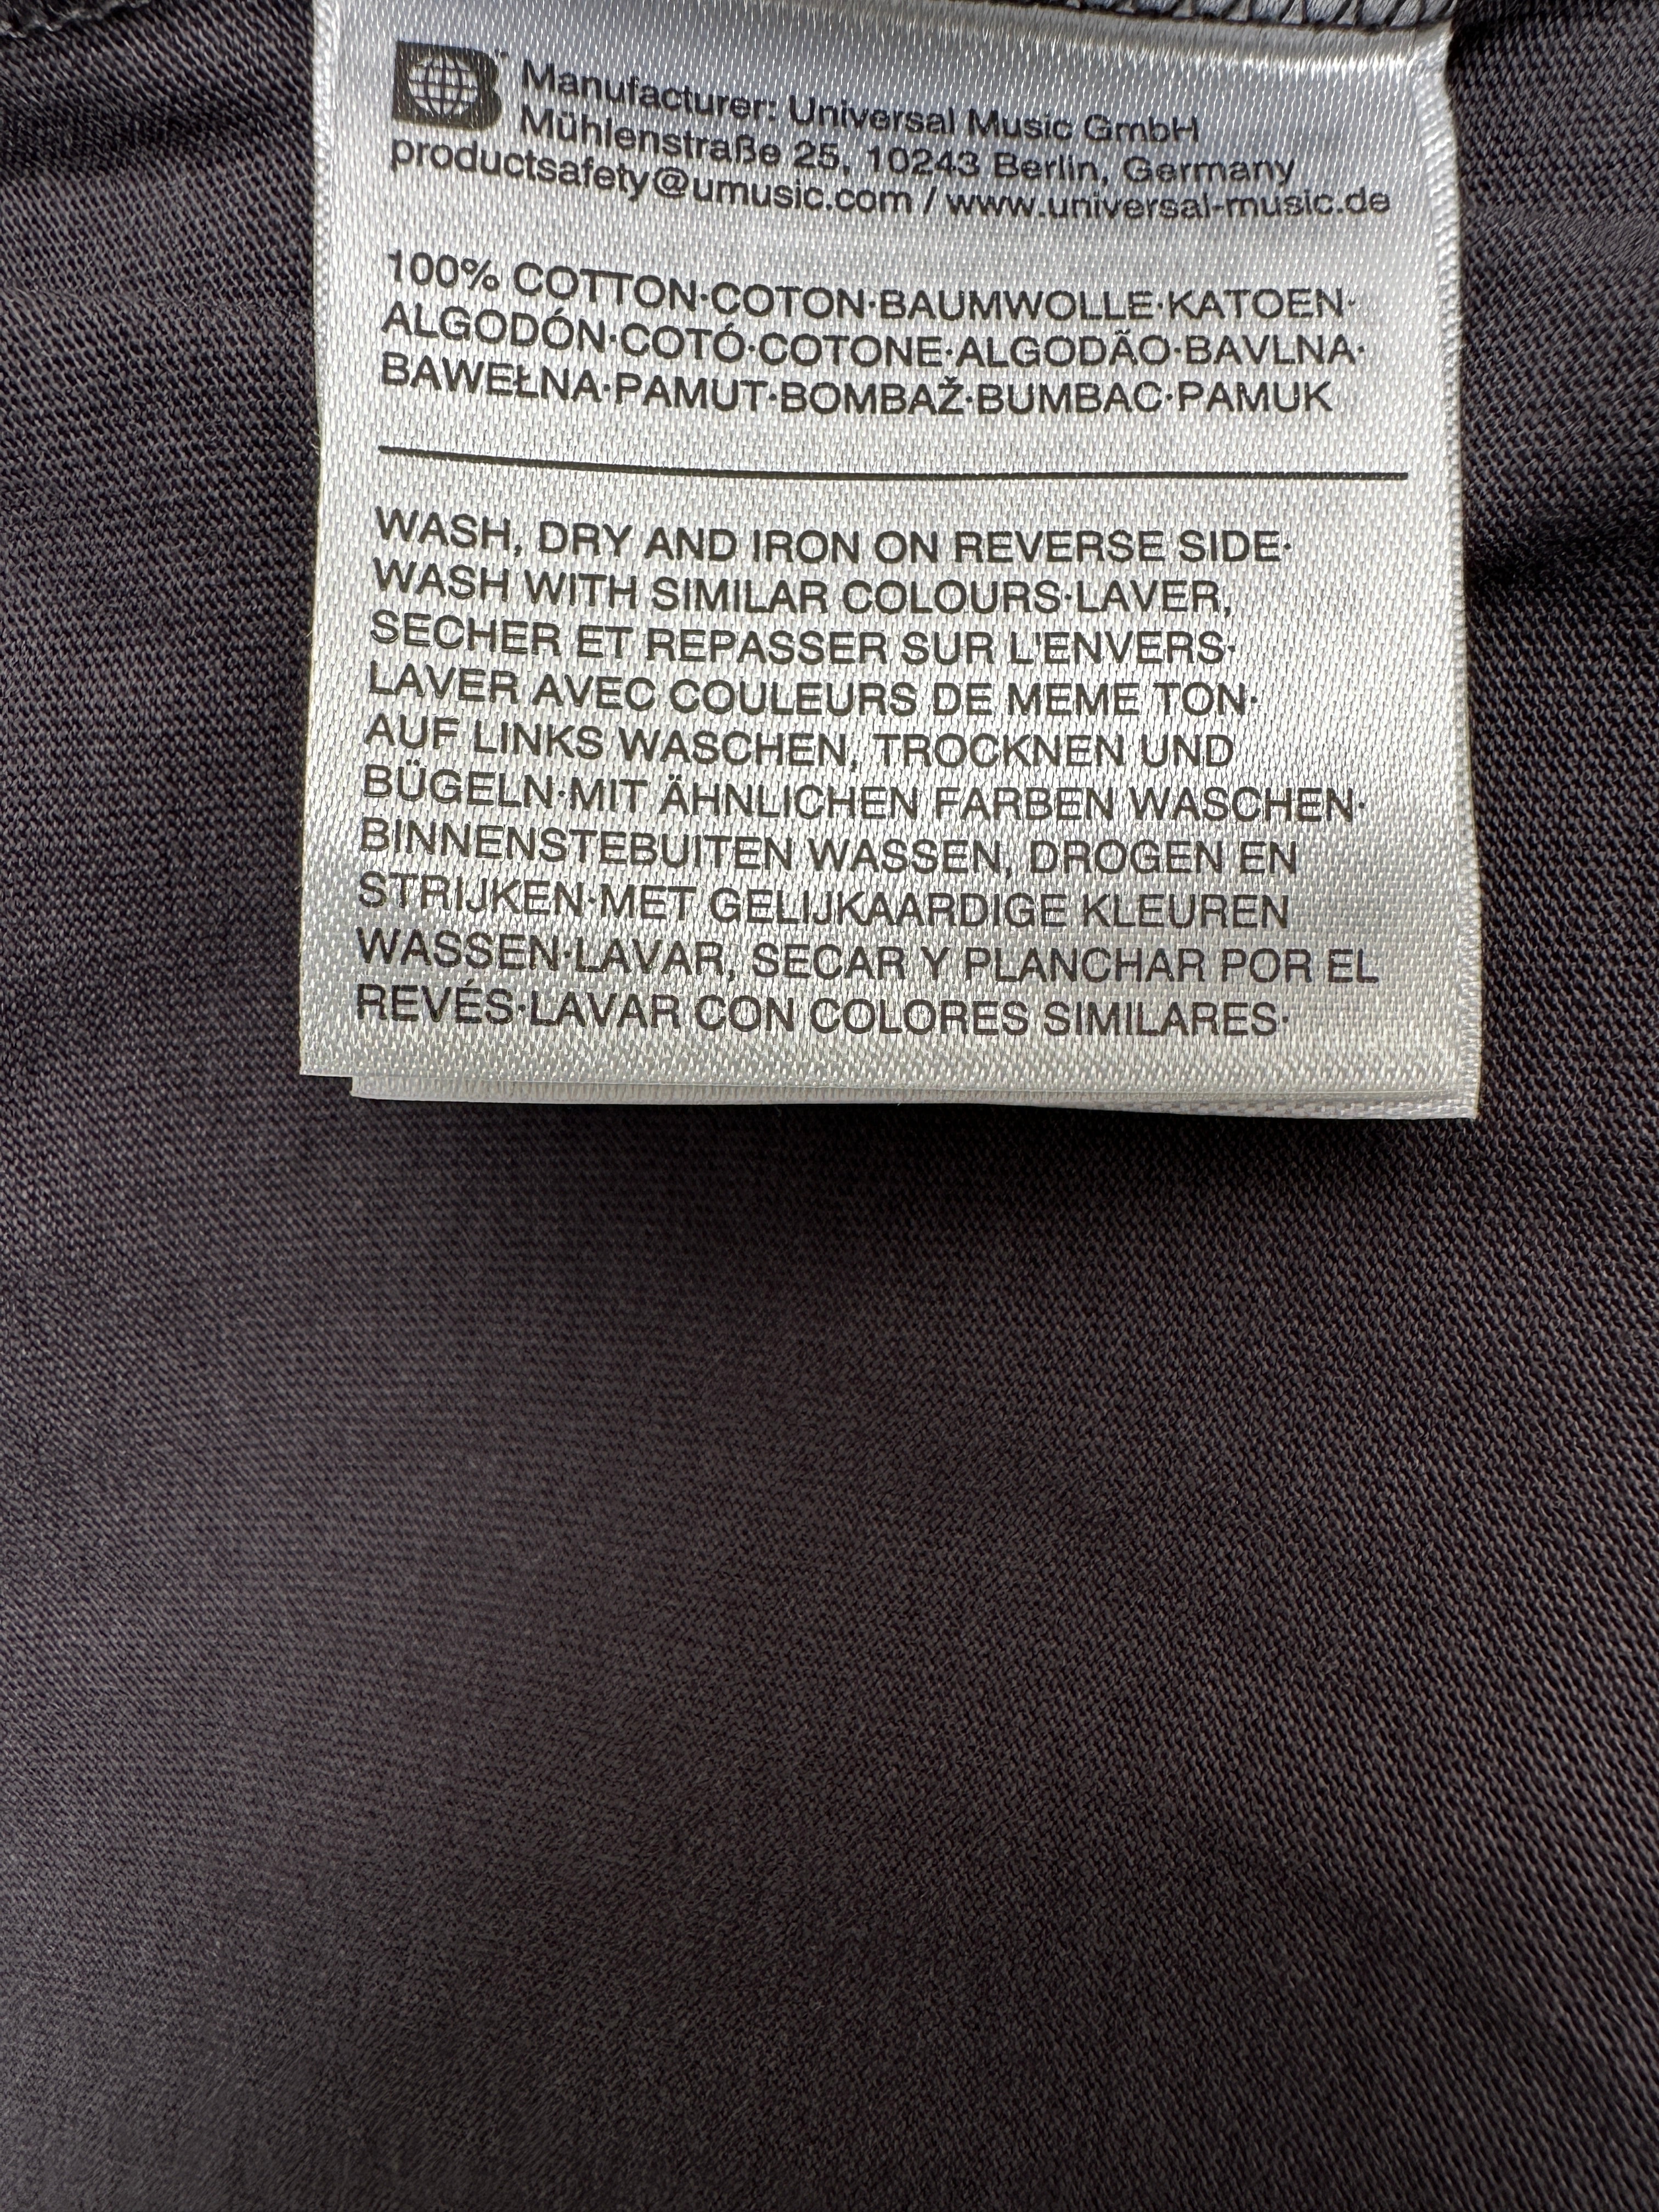 B™ Manufacturer: Universal Music GmbH
Mühlenstraße 25, 10243 Berlin, Germany
productsafety@umusic.com / www.universal-music.de
100% COTTON·COTON·BAUMWOLLE·KATOEN·
ALGODÓN·COTÓ·COTONE·ALGODÃO·BAVLNA·
BAWEŁNA·PAMUT·BOMBAŽ·BUMBAC·PAMUK
WASH, DRY AND IRON ON REVERSE SIDE·
WASH WITH SIMILAR COLOURS·LAVER,
SECHER ET REPASSER SUR L'ENVERS·
LAVER AVEC COULEURS DE MEME TON·
AUF LINKS WASCHEN, TROCKNEN UND
BÜGELN·MIT ÄHNLICHEN FARBEN WASCHEN·
BINNENSTEBUITEN WASSEN, DROGEN EN
STRIJKEN·MET GELIJKAARDIGE KLEUREN
WASSEN·LAVAR, SECAR Y PLANCHAR POR EL
REVÉS·LAVAR CON COLORES SIMILARES·